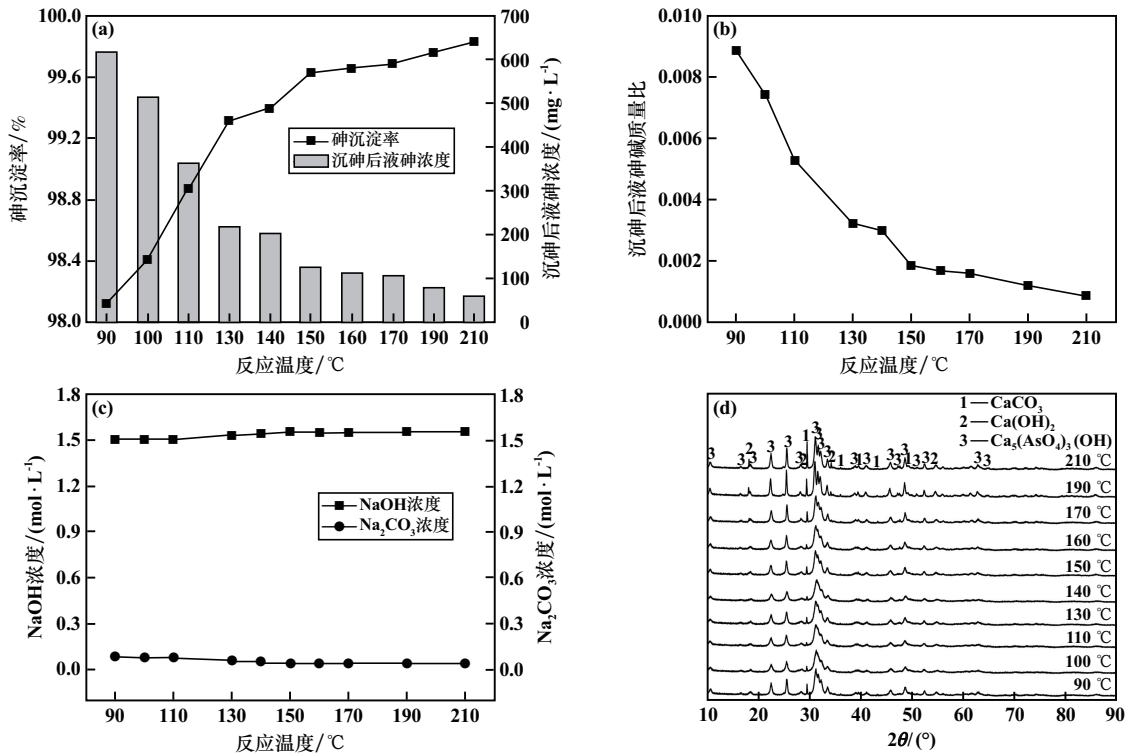 (a)
100.0
99.6
99.2
98.8
98.4
98.0
砷沉淀率/%
700
600
500
400
300
200
100
0
沉砷后液砷浓度/(mg·L⁻¹)
砷沉淀率
沉砷后液砷浓度
90 100 110 130 140 150 160 170 190 210
反应温度/℃
(b)
0.010
0.008
0.006
0.004
0.002
0.000
沉砷后液砷碱质量比
90 110 130 150 170 190 210
反应温度/℃
(c)
1.8
1.5
1.2
0.9
0.6
0.3
0.0
NaOH浓度/(mol·L⁻¹)
1.8
1.5
1.2
0.9
0.6
0.3
0.0
Na₂CO₃浓度/(mol·L⁻¹)
NaOH浓度
Na₂CO₃浓度
90 110 130 150 170 190 210
反应温度/℃
(d)
1—CaCO₃
2—Ca(OH)₂
3—Ca₅(AsO₄)₃(OH)
210 ℃
190 ℃
170 ℃
160 ℃
150 ℃
140 ℃
130 ℃
110 ℃
100 ℃
90 ℃
10 20 30 40 50 60 70 80 90
2θ/(°)